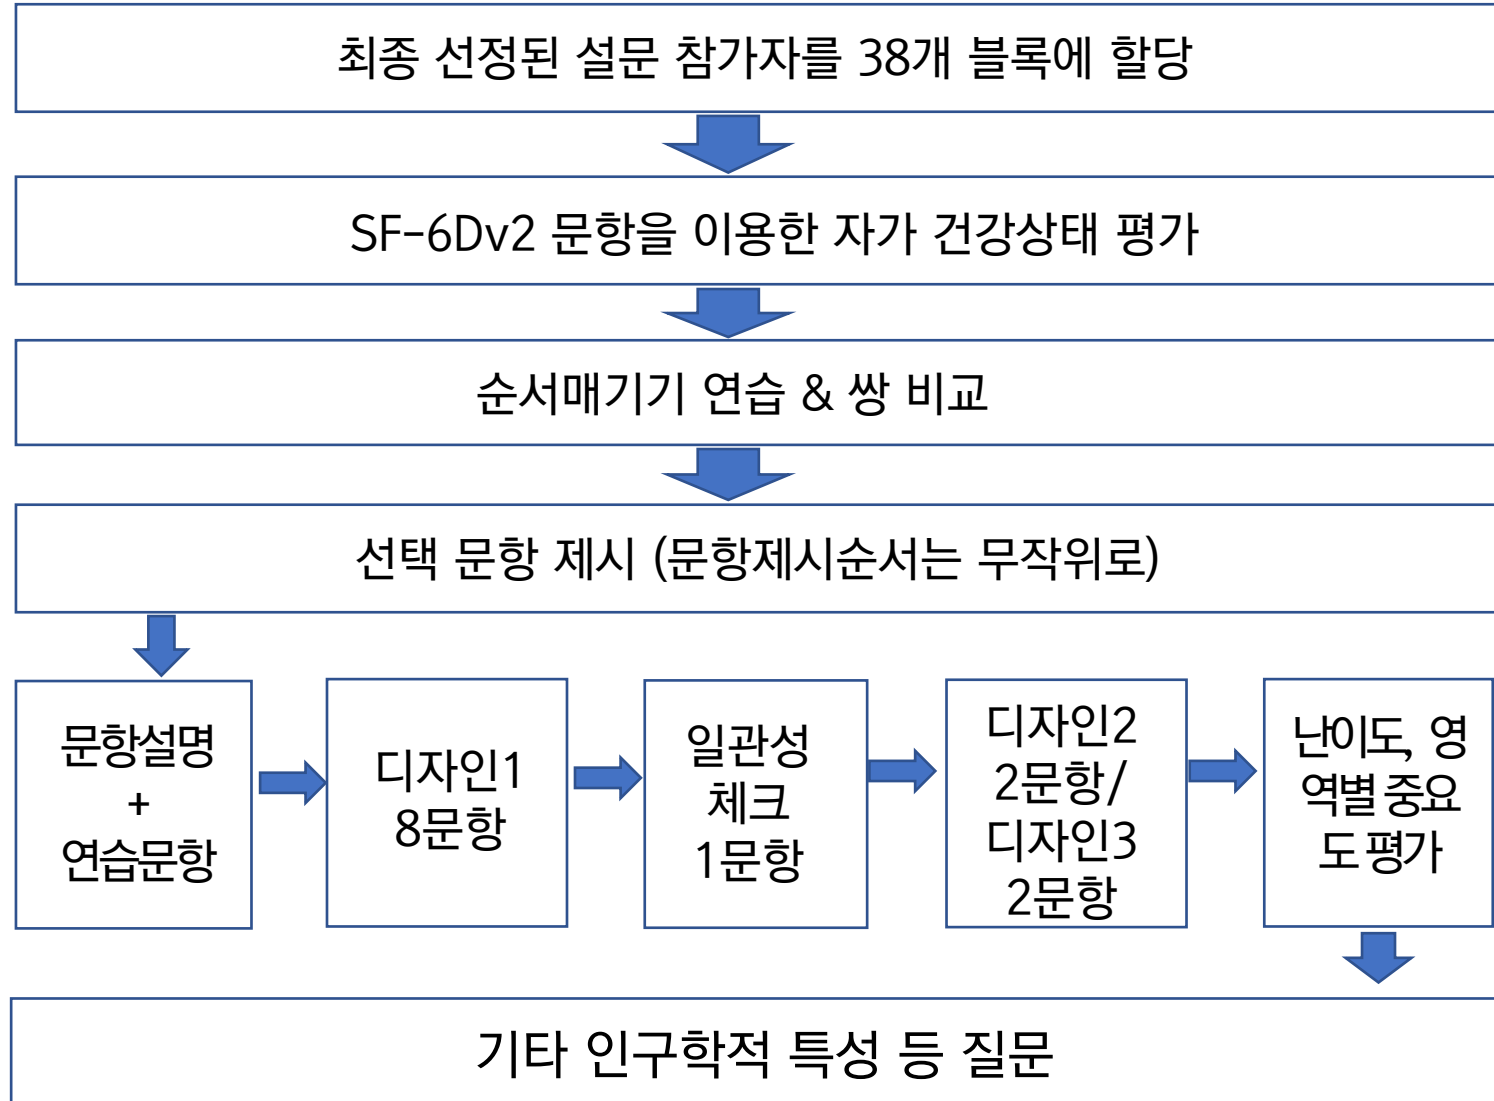 최종 선정된 설문 참가자를 38개 블록에 할당
SF-6Dv2 문항을 이용한 자가 건강상태 평가
순서매기기 연습 & 쌍 비교
선택 문항 제시 (문항제시순서는 무작위로)
문항설명
+
연습문항
디자인1
8문항
일관성
체크
1문항
디자인2
2문항/
디자인3
2문항
난이도, 영
역별 중요
도 평가
기타 인구학적 특성 등 질문